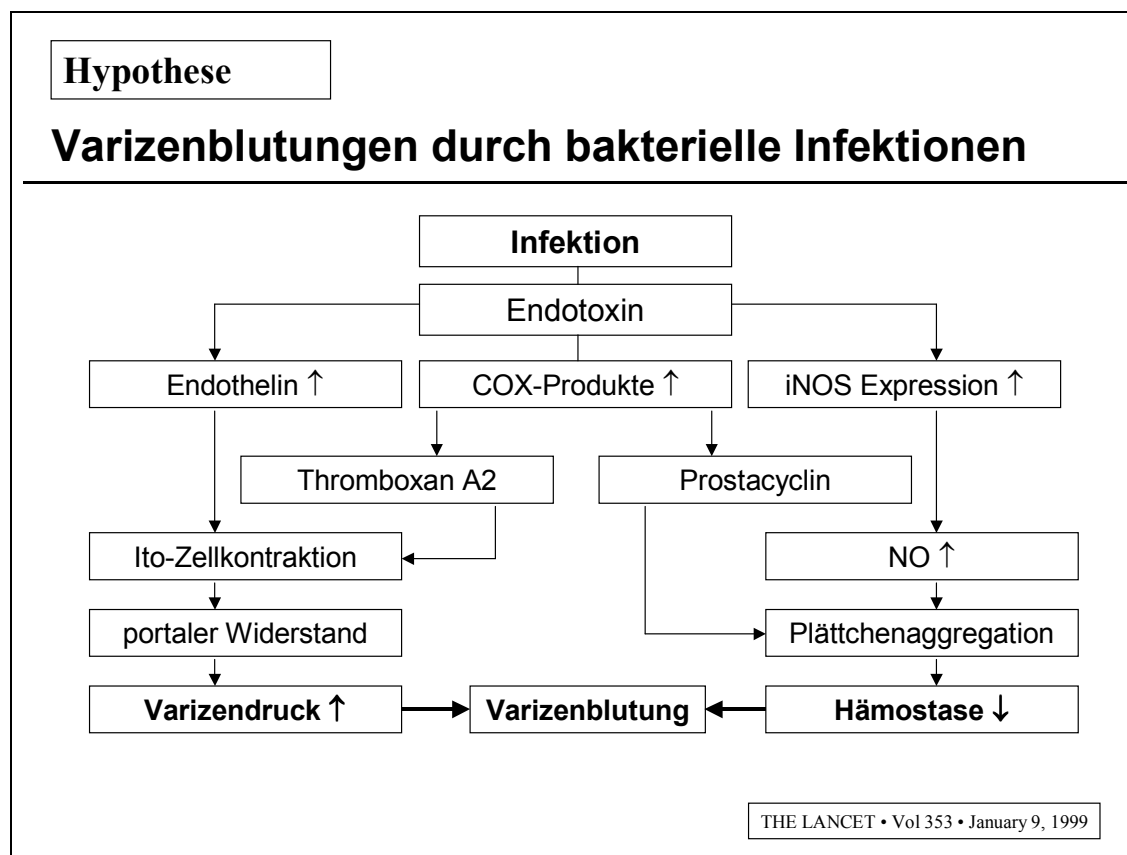 Hypothese
Varizenblutungen durch bakterielle Infektionen
Infektion
Endotoxin
Endothelin ↑
COX-Produkte ↑
iNOS Expression ↑
Thromboxan A2
Prostacyclin
Ito-Zellkontraktion
NO ↑
portaler Widerstand
Plättchenaggregation
Varizendruck ↑
Varizenblutung
Hämostase ↓
THE LANCET • Vol 353 • January 9, 1999